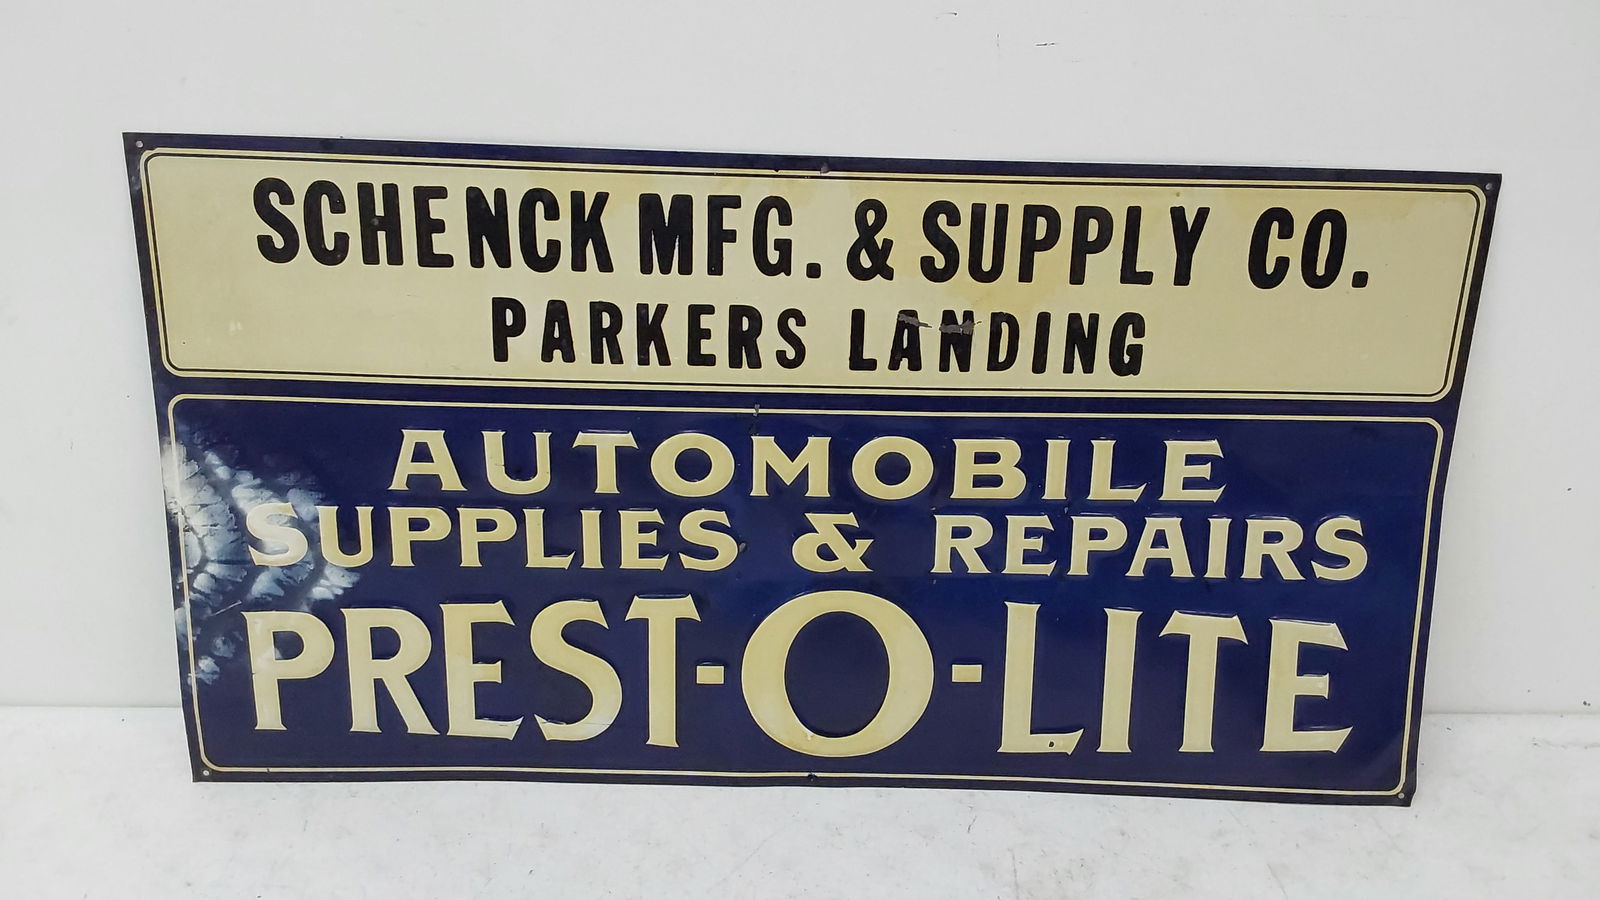 SCHENCK MFG. & SUPPLY CO.
PARKERS LANDING
AUTOMOBILE
SUPPLIES & REPAIRS
PREST-O-LITE